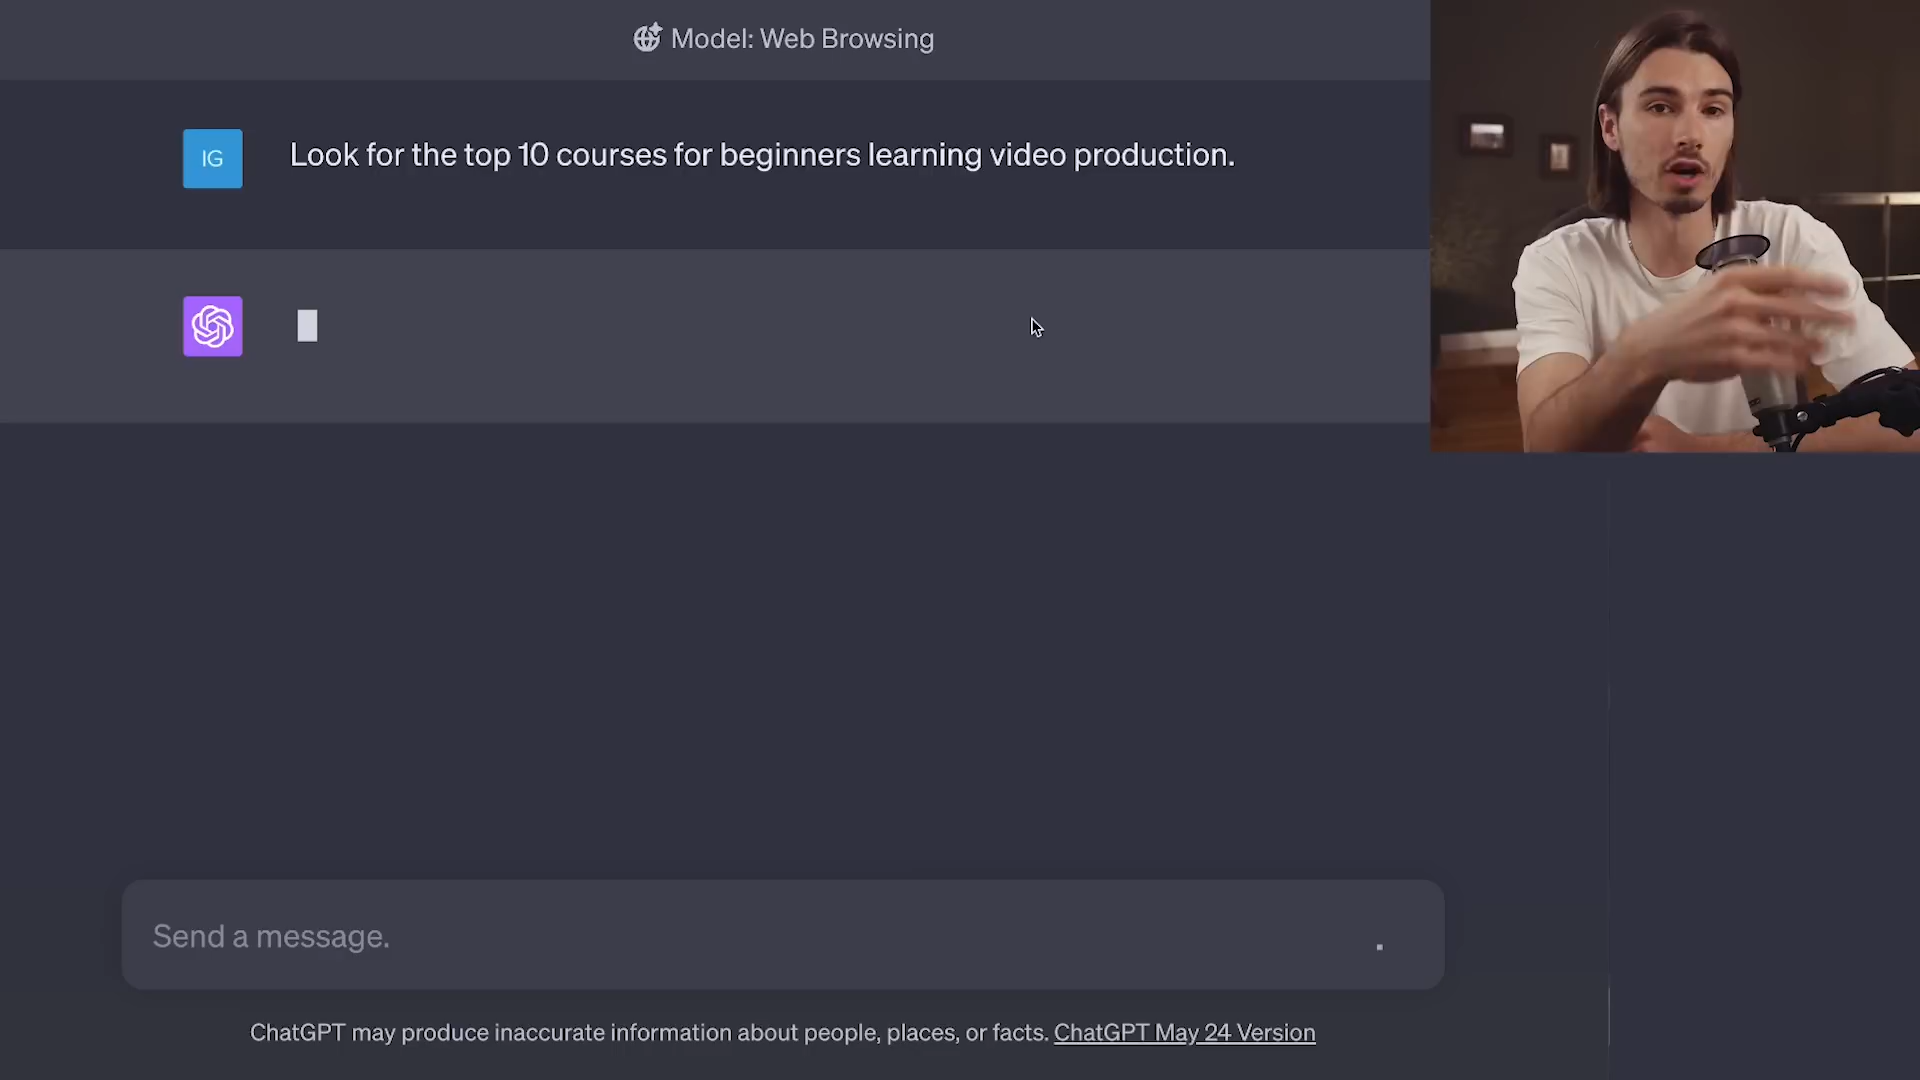 Model: Web Browsing
IG
Look for the top 10 courses for beginners learning video production.
Send a message.
ChatGPT may produce inaccurate information about people, places, or facts. ChatGPT May 24 Version